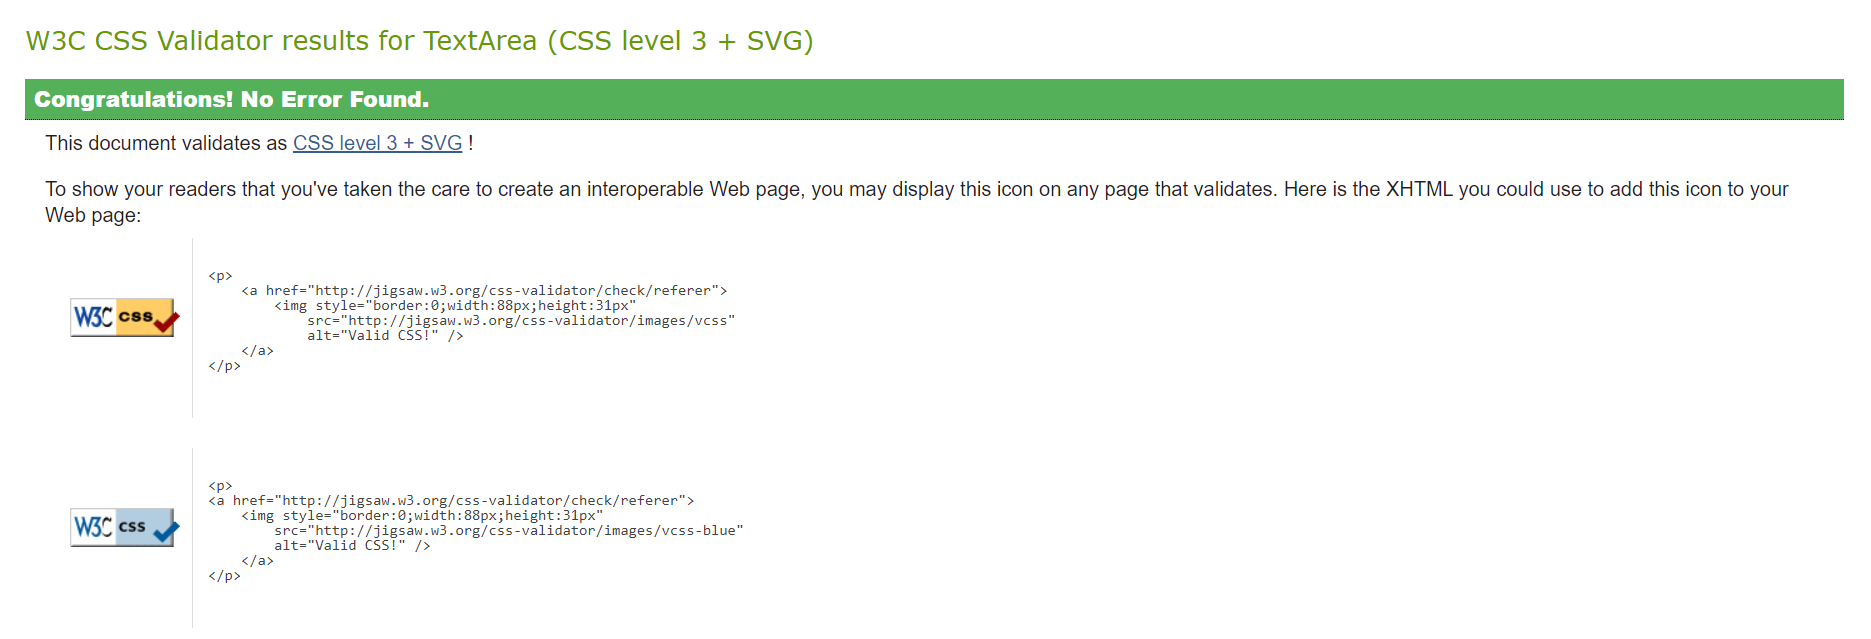 W3C CSS Validator results for TextArea (CSS level 3 + SVG)
Congratulations! No Error Found.
This document validates as CSS level 3 + SVG !
To show your readers that you've taken the care to create an interoperable Web page, you may display this icon on any page that validates. Here is the XHTML you could use to add this icon to your
Web page:
W3C css
<p>
    <a href="http://jigsaw.w3.org/css-validator/check/referer">
        <img style="border:0;width:88px;height:31px"
            src="http://jigsaw.w3.org/css-validator/images/vcss"
            alt="Valid CSS!" />
    </a>
</p>
W3C css
<p>
<a href="http://jigsaw.w3.org/css-validator/check/referer">
    <img style="border:0;width:88px;height:31px"
        src="http://jigsaw.w3.org/css-validator/images/vcss-blue"
        alt="Valid CSS!" />
    </a>
</p>